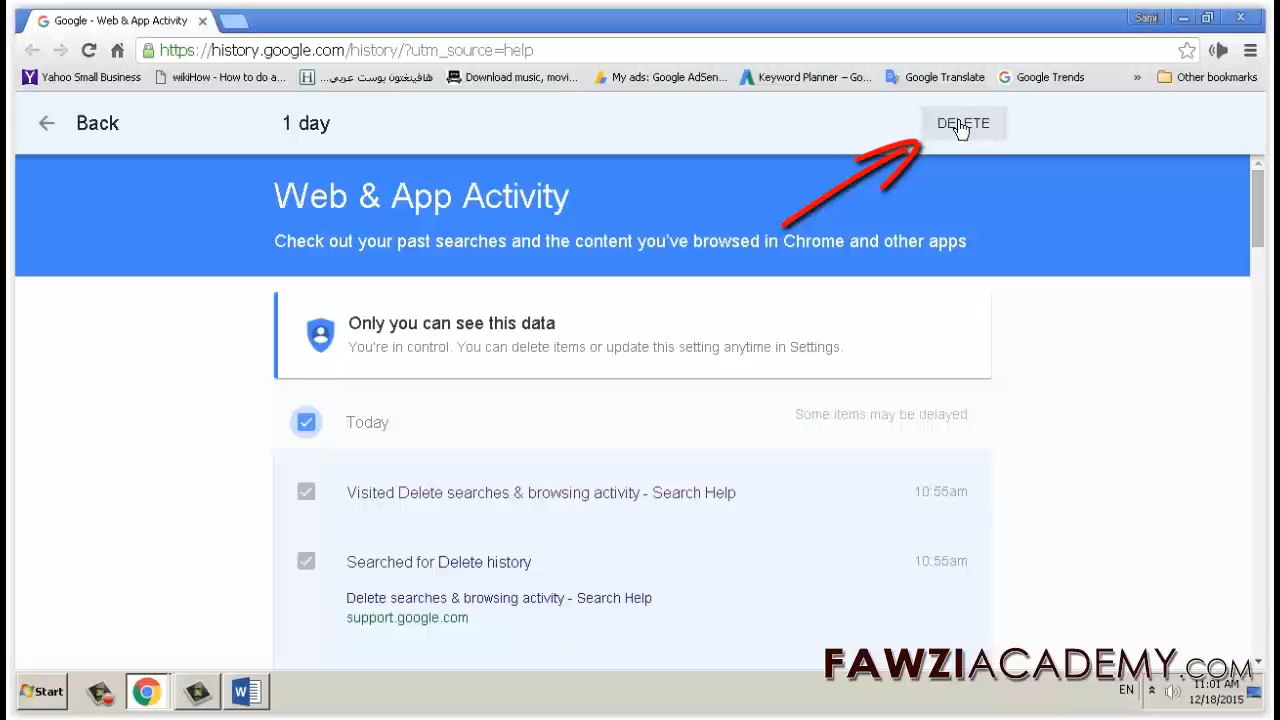 Google - Web & App Activity
Sami
https://history.google.com/history/?utm_source=help
Yahoo Small Business
wikiHow - How to do a...
هافينغتون بوست عربي...
Download music, movi...
My ads: Google AdSen...
Keyword Planner – Go...
Google Translate
Google Trends
»
Other bookmarks
Back
1 day
DELETE
Web & App Activity
Check out your past searches and the content you've browsed in Chrome and other apps
Only you can see this data
You're in control. You can delete items or update this setting anytime in Settings.
Today
Some items may be delayed
Visited Delete searches & browsing activity - Search Help
10:55am
Searched for Delete history
10:55am
Delete searches & browsing activity - Search Help
support.google.com
FAWZIACADEMY.COM
Start
EN
11:01 AM
12/18/2015